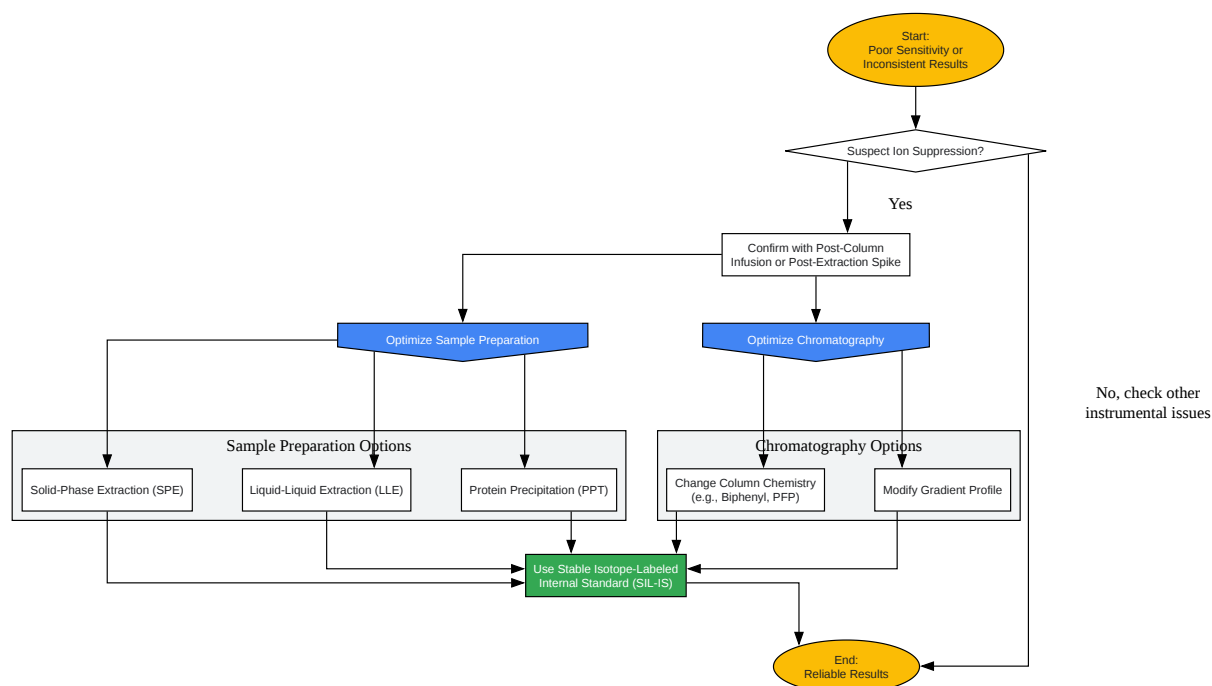 Start:
Poor Sensitivity or
Inconsistent Results
Suspect Ion Suppression?
Yes
Confirm with Post-Column
Infusion or Post-Extraction Spike
Optimize Sample Preparation
Optimize Chromatography
No, check other
instrumental issues
Sample Preparation Options
Chromatography Options
Solid-Phase Extraction (SPE)
Liquid-Liquid Extraction (LLE)
Protein Precipitation (PPT)
Change Column Chemistry
(e.g., Biphenyl, PFP)
Modify Gradient Profile
Use Stable Isotope-Labeled
Internal Standard (SIL-IS)
End:
Reliable Results